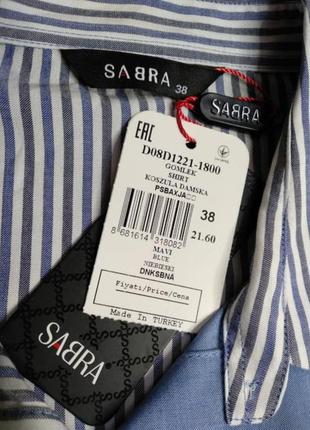 SABRA
38
SABRA
EAC
D08D1221-1800
GOMLEK
SHIRT
KOSZULA DAMSKA
PSBAXJA□□
38
21.60
8 681614 318082
MAVI
BLUE
NIEBIESKI
DNKSBNA
Fiyatı/Price/Cena
Made In TURKEY
SABRA